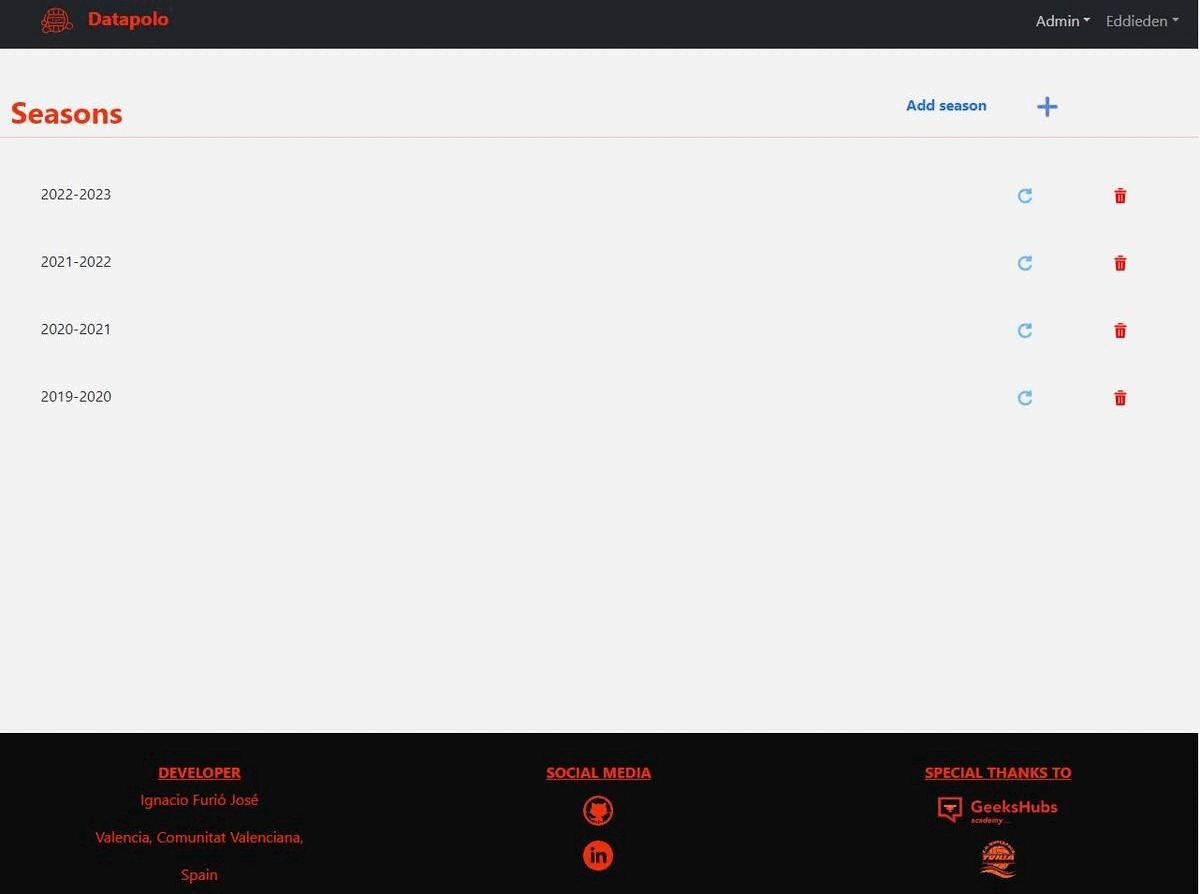 Datapolo
Admin
Eddieden
Seasons
Add season
2022-2023
2021-2022
2020-2021
2019-2020
DEVELOPER
Ignacio Furió José
Valencia, Comunitat Valenciana,
Spain
SOCIAL MEDIA
in
SPECIAL THANKS TO
GeeksHubs
academy
TURIA